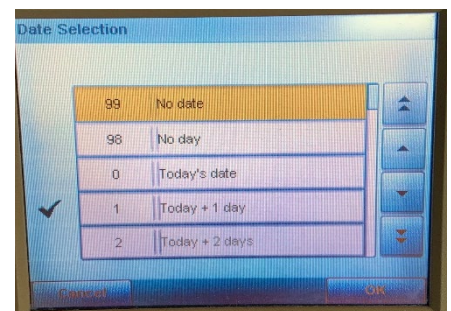 Date Selection
99 No date
98 No day
0 Today's date
1 Today + 1 day
2 Today + 2 days
Cancel OK